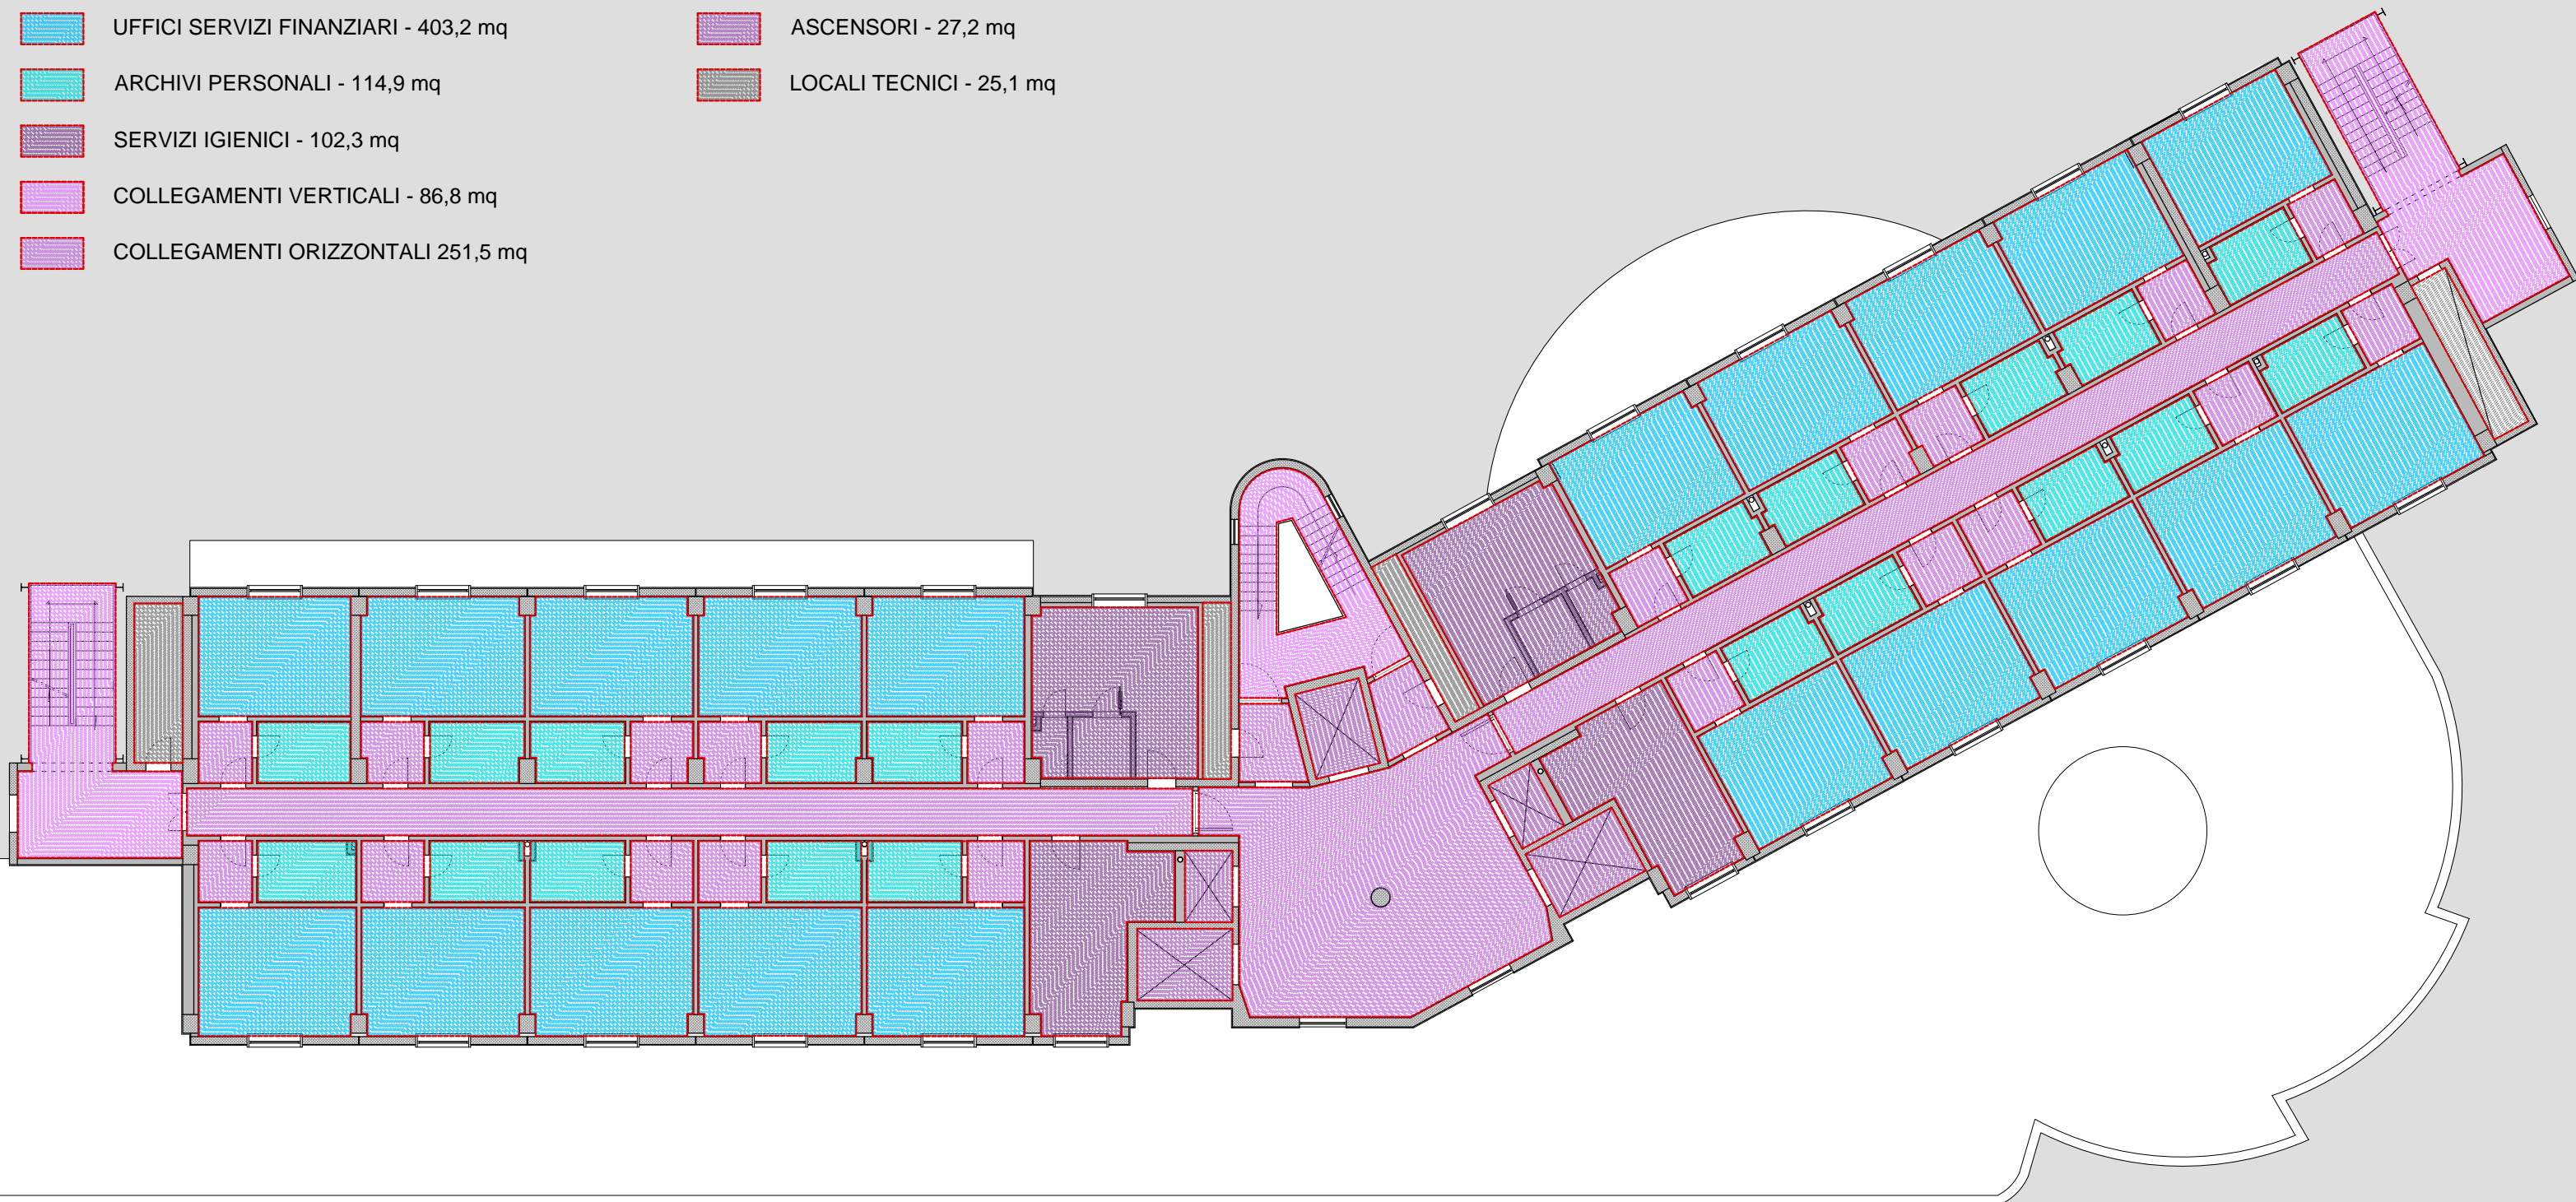 UFFICI SERVIZI FINANZIARI - 403,2 mq
ARCHIVI PERSONALI - 114,9 mq
SERVIZI IGIENICI - 102,3 mq
COLLEGAMENTI VERTICALI - 86,8 mq
COLLEGAMENTI ORIZZONTALI 251,5 mq
ASCENSORI - 27,2 mq
LOCALI TECNICI - 25,1 mq